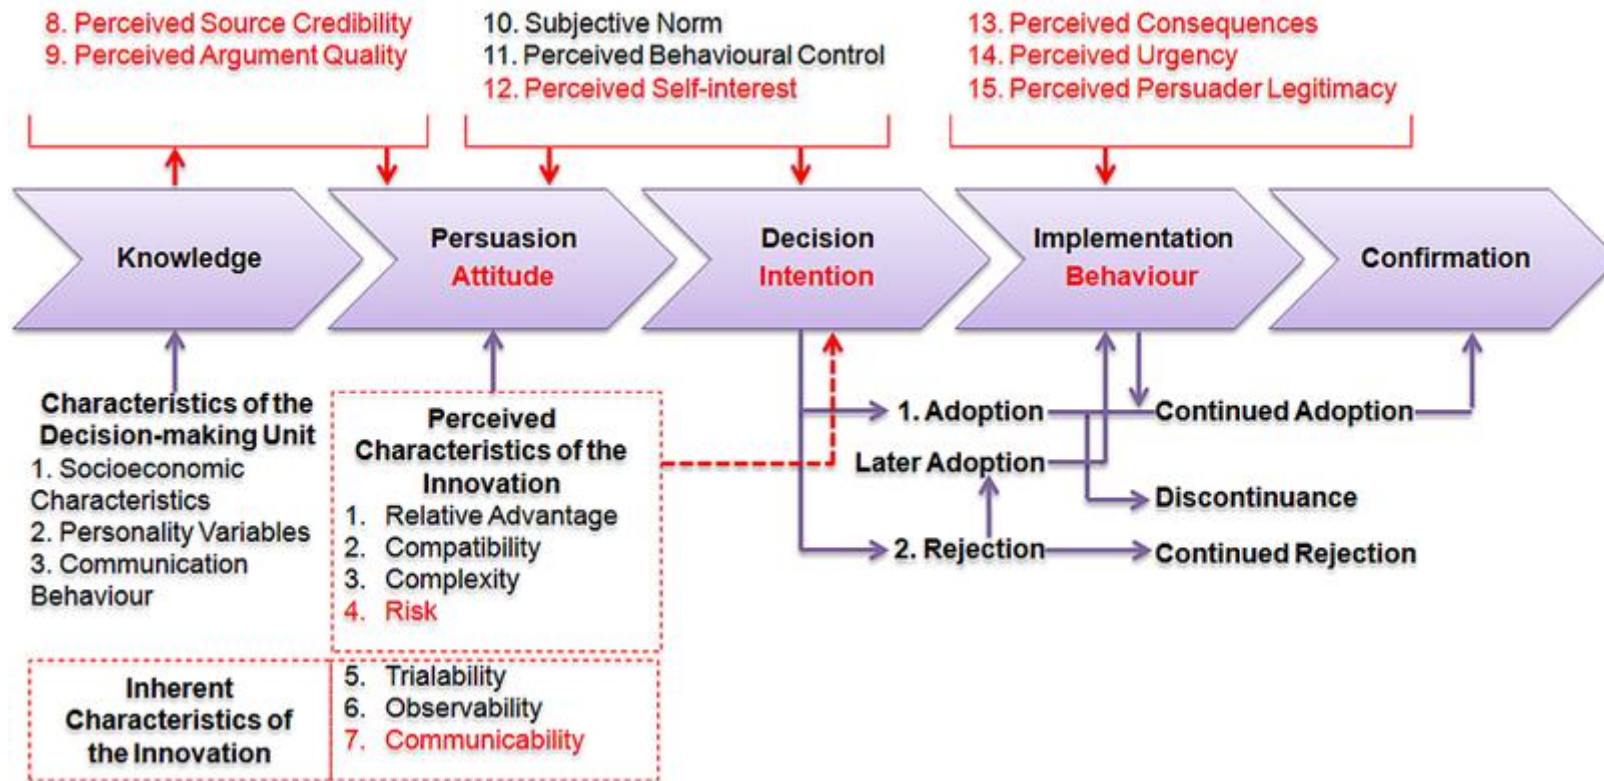 8. Perceived Source Credibility
9. Perceived Argument Quality
10. Subjective Norm
11. Perceived Behavioural Control
12. Perceived Self-interest
13. Perceived Consequences
14. Perceived Urgency
15. Perceived Persuader Legitimacy
Knowledge
Persuasion
Attitude
Decision
Intention
Implementation
Behaviour
Confirmation
Characteristics of the
Decision-making Unit
1. Socioeconomic
Characteristics
2. Personality Variables
3. Communication
Behaviour
Perceived
Characteristics of the
Innovation
1. Relative Advantage
2. Compatibility
3. Complexity
4. Risk
Inherent
Characteristics of
the Innovation
5. Trialability
6. Observability
7. Communicability
1. Adoption
Continued Adoption
Later Adoption
Discontinuance
2. Rejection
Continued Rejection